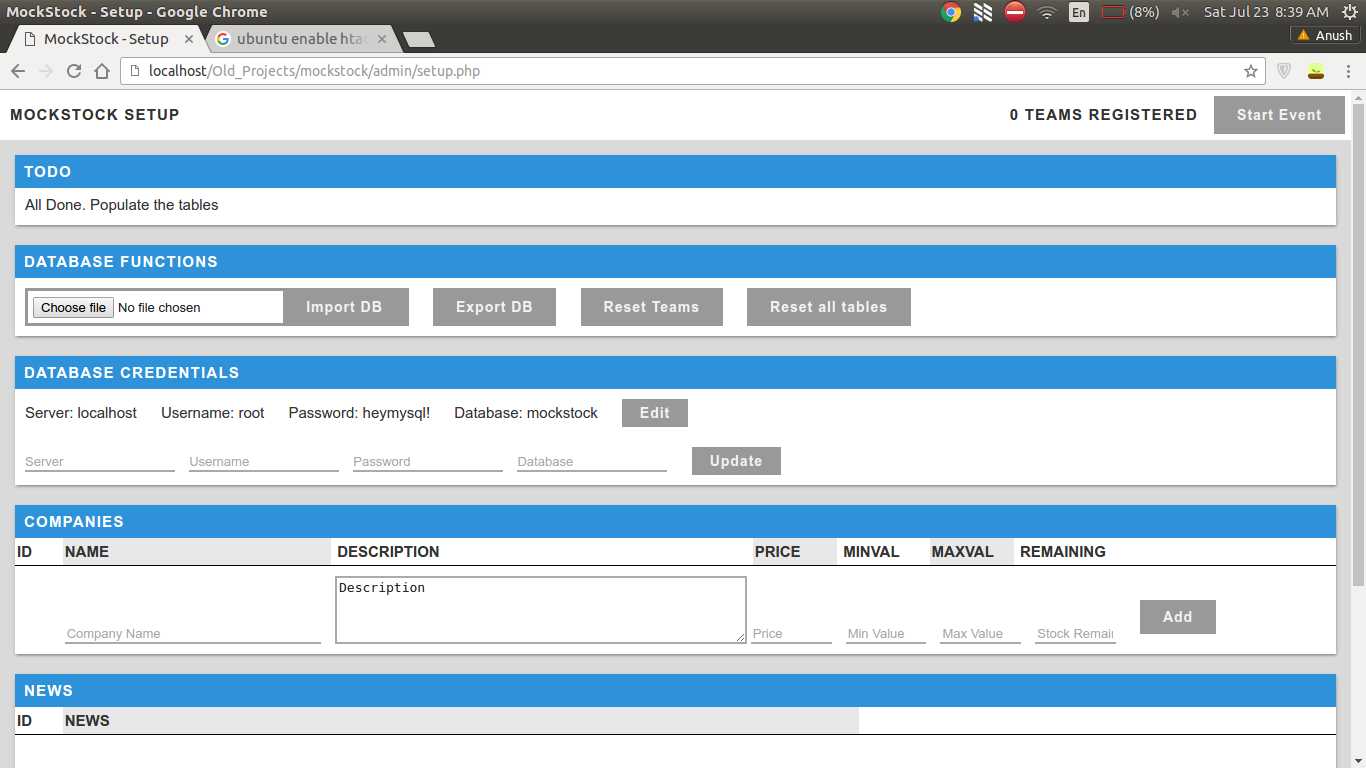 MockStock - Setup - Google Chrome
En (8%) Sat Jul 23 8:39 AM
MockStock - Setup ubuntu enable htac Anush
localhost/Old_Projects/mockstock/admin/setup.php
MOCKSTOCK SETUP 0 TEAMS REGISTERED Start Event
TODO
All Done. Populate the tables
DATABASE FUNCTIONS
Choose file No file chosen Import DB Export DB Reset Teams Reset all tables
DATABASE CREDENTIALS
Server: localhost Username: root Password: heymysql! Database: mockstock Edit
Server Username Password Database Update
COMPANIES
ID NAME DESCRIPTION PRICE MINVAL MAXVAL REMAINING
Description
Company Name Price Min Value Max Value Stock Remai Add
NEWS
ID NEWS